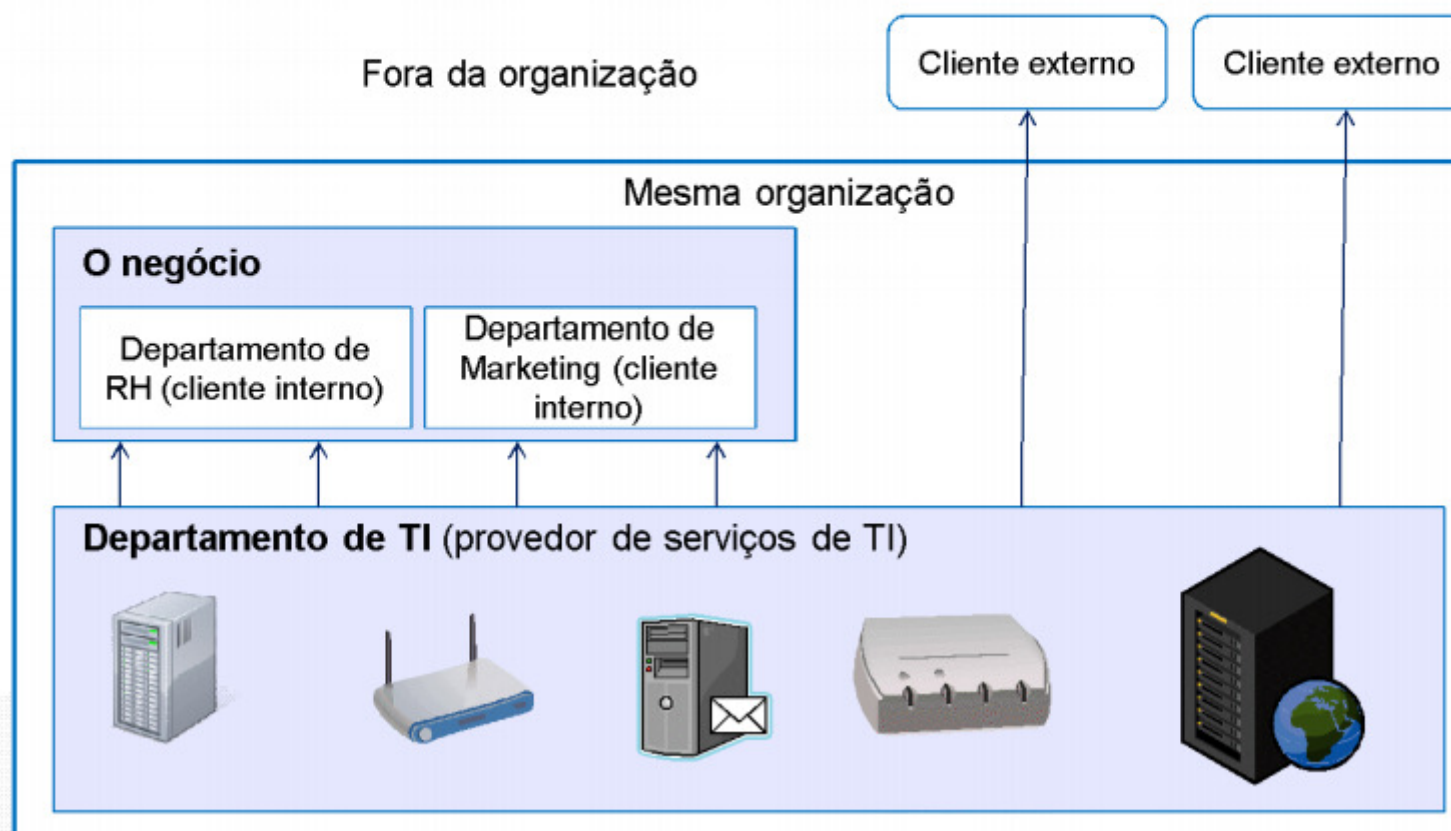 Fora da organização
Cliente externo
Cliente externo
Mesma organização
O negócio
Departamento de
RH (cliente interno)
Departamento de
Marketing (cliente
interno)
Departamento de TI (provedor de serviços de TI)